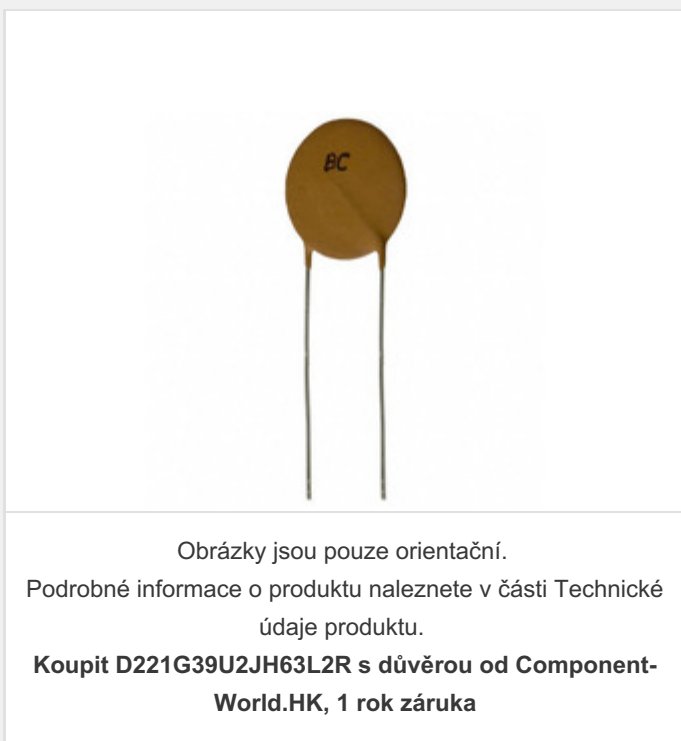 BC
Obrázky jsou pouze orientační.
Podrobné informace o produktu naleznete v části Technické
údaje produktu.
Koupit D221G39U2JH63L2R s důvěrou od Component-
World.HK, 1 rok záruka